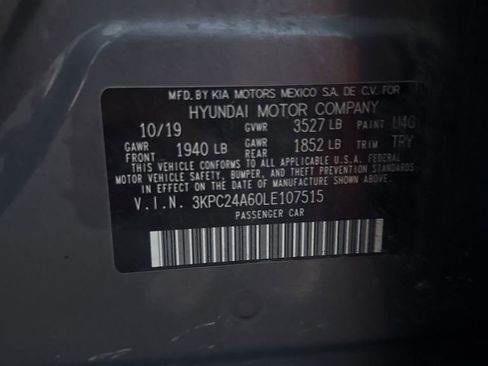 MFD. BY KIA MOTORS MEXICO S.A. DE C.V. FOR
HYUNDAI MOTOR COMPANY
10/19 GVWR 3527 LB PAINT U4G
GAWR FRONT 1940 LB GAWR REAR 1852 LB TRIM TRY
THIS VEHICLE CONFORMS TO ALL APPLICABLE U.S.A. FEDERAL
MOTOR VEHICLE SAFETY, BUMPER, AND THEFT PREVENTION STANDARDS
IN EFFECT ON THE DATE OF MANUFACTURE SHOWN ABOVE.
V.I.N. 3KPC24A60LE107515
PASSENGER CAR